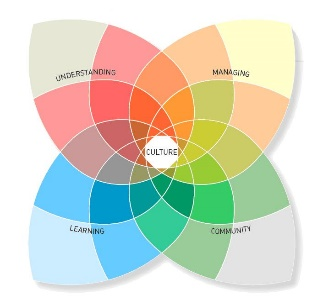 UNDERSTANDING
MANAGING
CULTURE
LEARNING
COMMUNITY